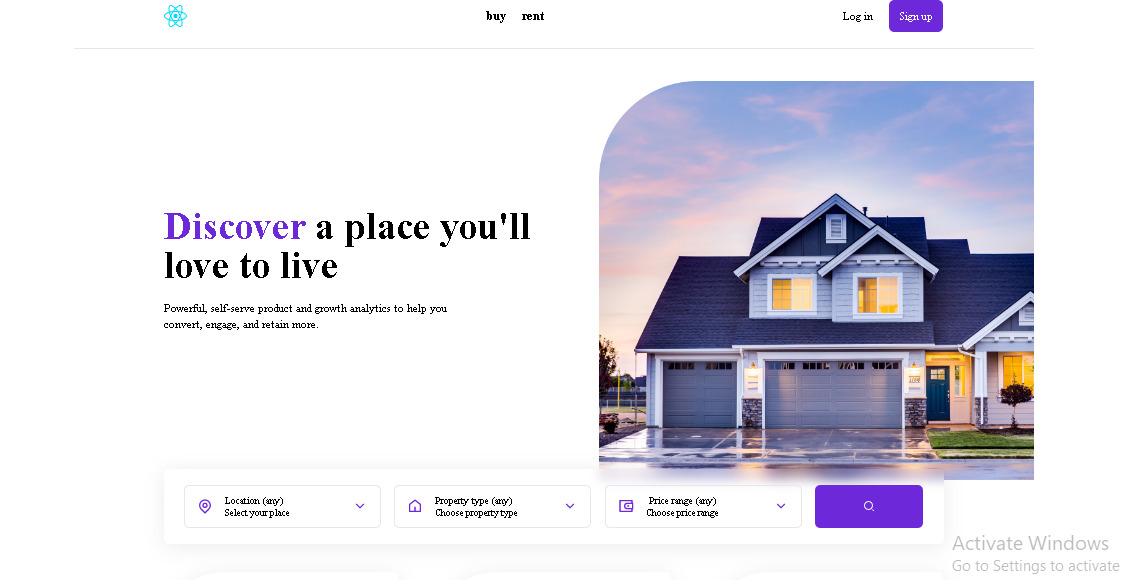 buy rent Log in Sign up
Discover a place you'll
love to live
Powerful, self-serve product and growth analytics to help you
convert, engage, and retain more.
Location (any)
Select your place
Property type (any)
Choose property type
Price range (any)
Choose price range
Activate Windows
Go to Settings to activate